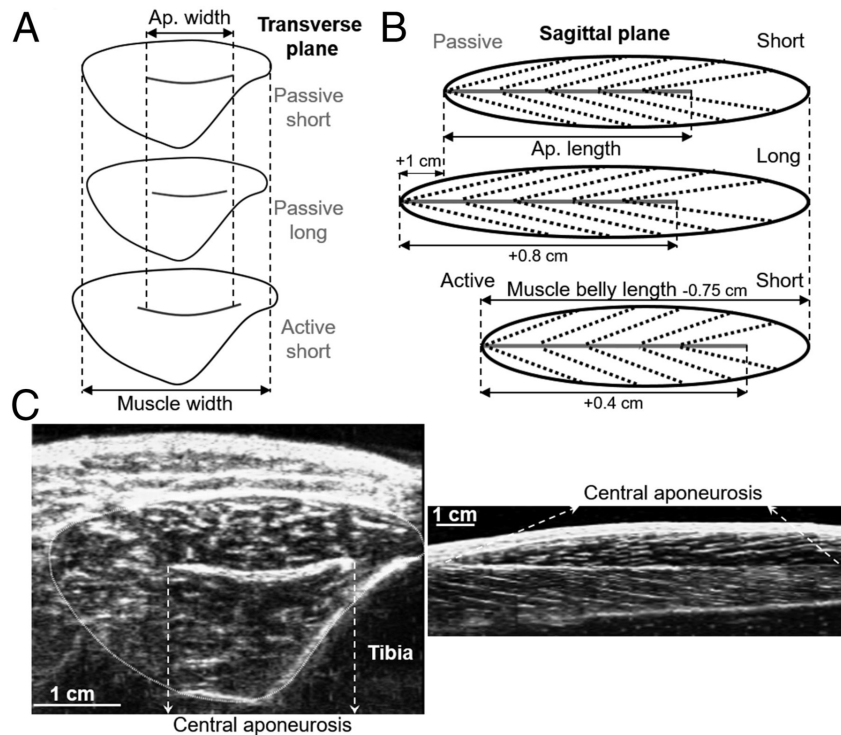 A
Ap. width
Transverse
plane
Passive
short
Passive
long
Active
short
Muscle width
B
Passive
Sagittal plane
Short
Ap. length
+1 cm
Long
+0.8 cm
Active
Muscle belly length -0.75 cm
Short
+0.4 cm
C
Tibia
1 cm
Central aponeurosis
Central aponeurosis
1 cm